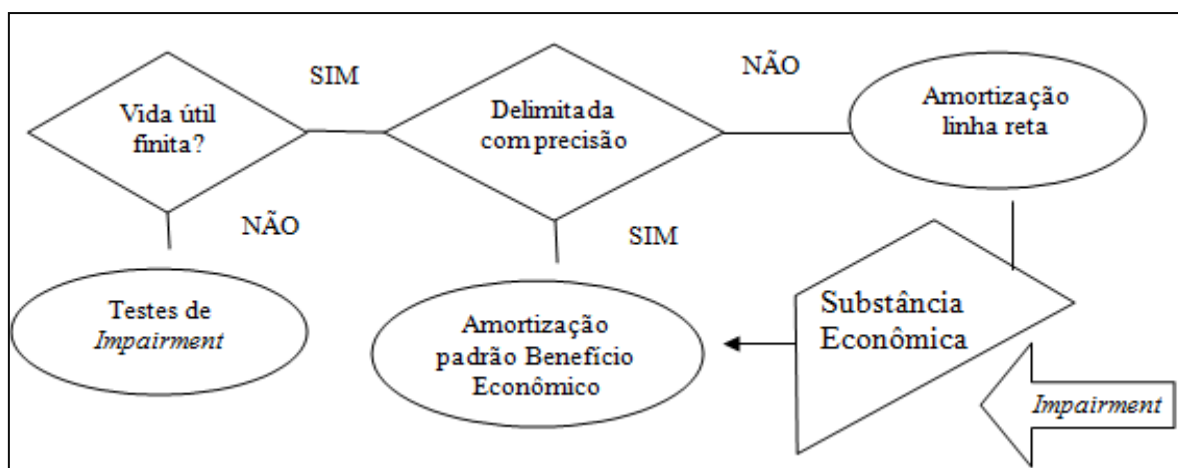 SIM
NÃO
Vida útil
finita?
Delimitada
com precisão
Amortização
linha reta
NÃO
SIM
Testes de
Impairment
Amortização
padrão Benefício
Econômico
Substância
Econômica
Impairment